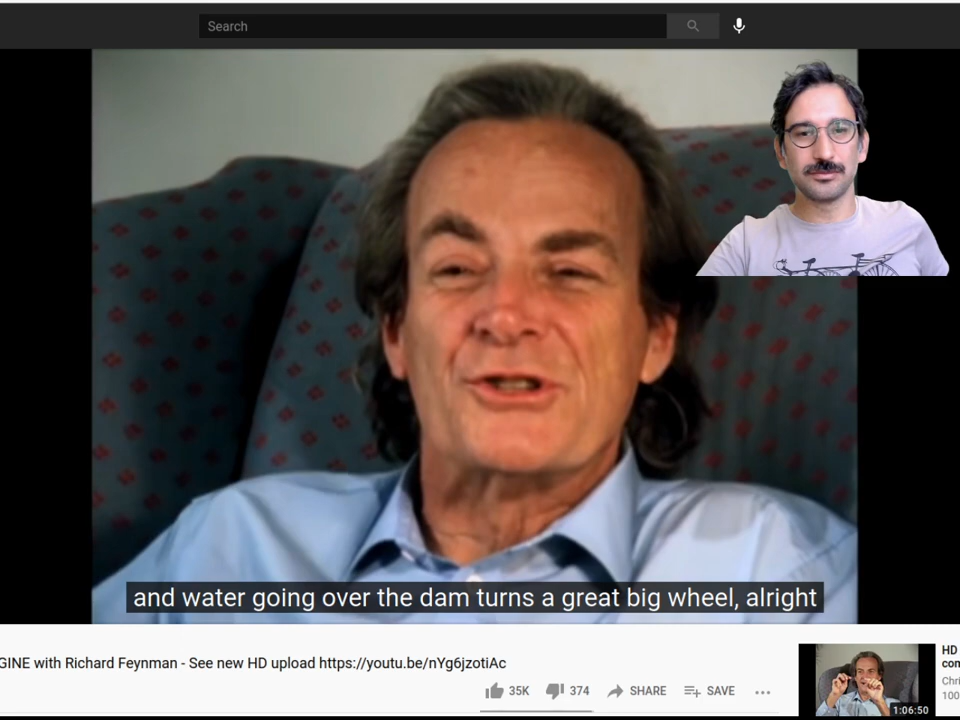 Search
and water going over the dam turns a great big wheel, alright
GINE with Richard Feynman - See new HD upload https://youtu.be/nYg6jzotiAc
35K 374 SHARE SAVE
HD
com
Chri
100
1:06:50